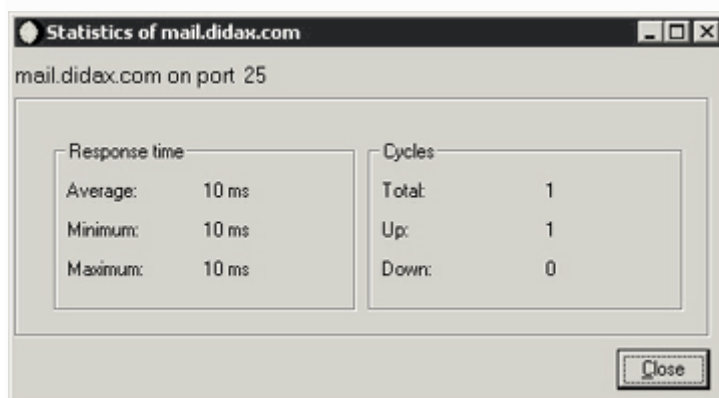 Statistics of mail.didax.com
mail.didax.com on port 25
Response time
Average: 10 ms
Minimum: 10 ms
Maximum: 10 ms
Cycles
Total: 1
Up: 1
Down: 0
Close